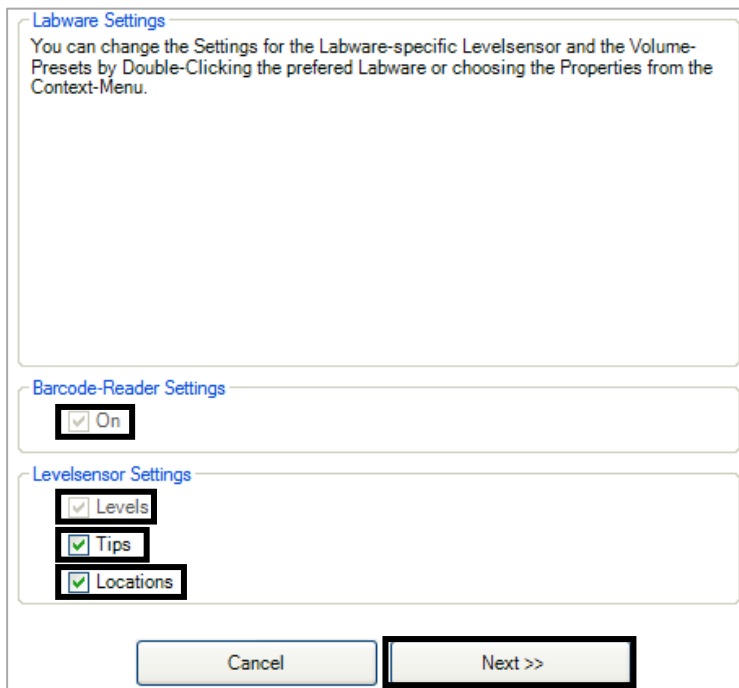 Labware Settings
You can change the Settings for the Labware-specific Levelsensor and the Volume-
Presets by Double-Clicking the prefered Labware or choosing the Properties from the
Context-Menu.
Barcode-Reader Settings
On
Levelsensor Settings
Levels
Tips
Locations
Cancel
Next >>